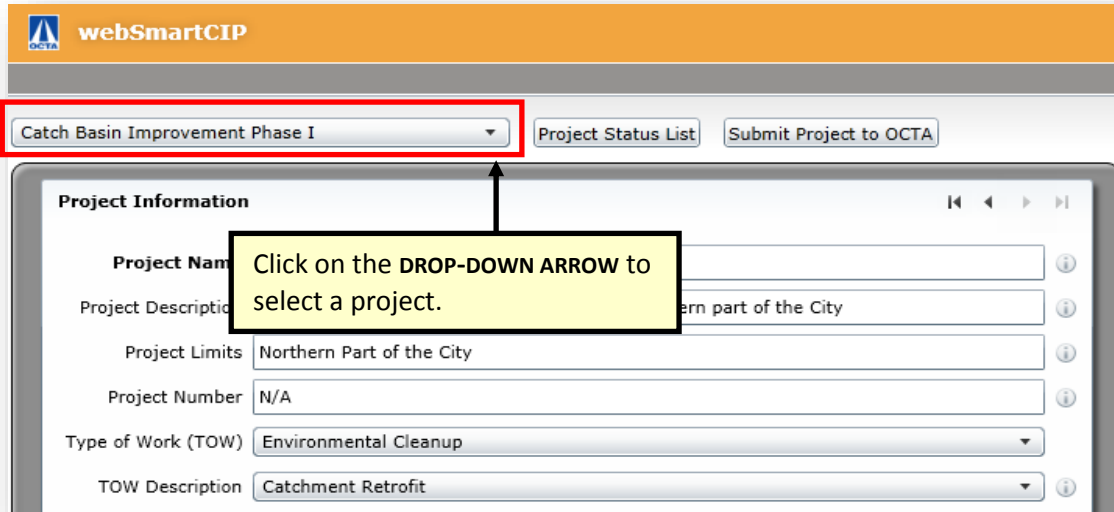 OCTA
webSmartCIP
Catch Basin Improvement Phase I
Project Status List
Submit Project to OCTA
Project Information
Project Nam
Click on the DROP-DOWN ARROW to
select a project.
Project Descriptio
ern part of the City
Project Limits Northern Part of the City
Project Number N/A
Type of Work (TOW) Environmental Cleanup
TOW Description Catchment Retrofit